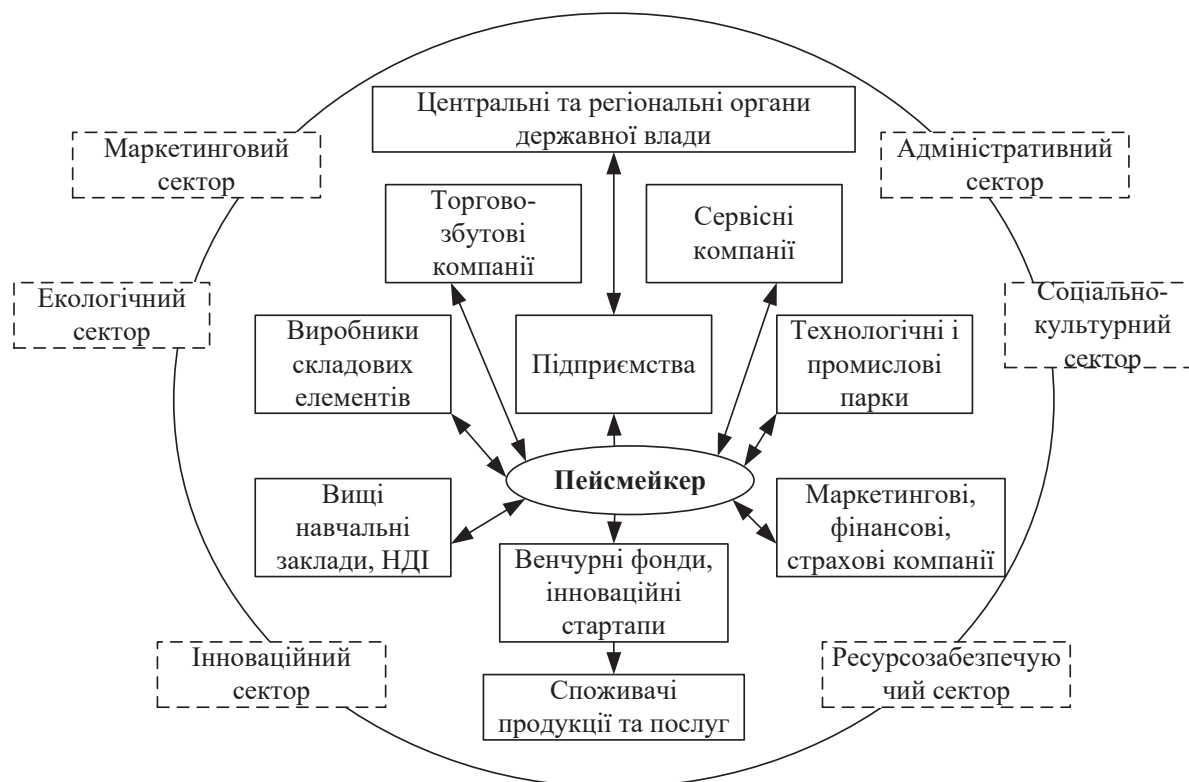 Центральні та регіональні органи
державної влади
Маркетинговий
сектор
Адміністративний
сектор
Торгово-
збутові
компанії
Сервісні
компанії
Екологічний
сектор
Соціально-
культурний
сектор
Виробники
складових
елементів
Підприємства
Технологічні і
промислові
парки
Пейсмейкер
Вищі
навчальні
заклади, НДІ
Маркетингові,
фінансові,
страхові компанії
Венчурні фонди,
інноваційні
стартапи
Інноваційний
сектор
Ресурсозабезпечую
чий сектор
Споживачі
продукції та послуг